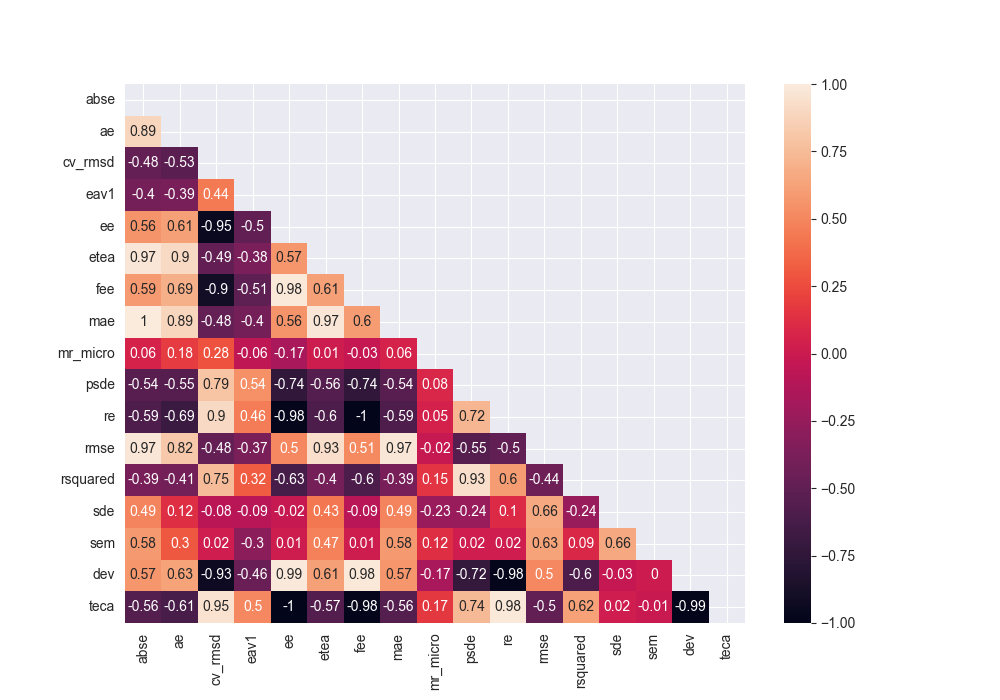 abse
ae 0.89
cv_rmsd -0.48 -0.53
eav1 -0.4 -0.39 0.44
ee 0.56 0.61 -0.95 -0.5
etea 0.97 0.9 -0.49 -0.38 0.57
fee 0.59 0.69 -0.9 -0.51 0.98 0.61
mae 1 0.89 -0.48 -0.4 0.56 0.97 0.6
mr_micro 0.06 0.18 0.28 -0.06 -0.17 0.01 -0.03 0.06
psde -0.54 -0.55 0.79 0.54 -0.74 -0.56 -0.74 -0.54 0.08
re -0.59 -0.69 0.9 0.46 -0.98 -0.6 -1 -0.59 0.05 0.72
rmse 0.97 0.82 -0.48 -0.37 0.5 0.93 0.51 0.97 -0.02 -0.55 -0.5
rsquared -0.39 -0.41 0.75 0.32 -0.63 -0.4 -0.6 -0.39 0.15 0.93 0.6 -0.44
sde 0.49 0.12 -0.08 -0.09 -0.02 0.43 -0.09 0.49 -0.23 -0.24 0.1 0.66 -0.24
sem 0.58 0.3 0.02 -0.3 0.01 0.47 0.01 0.58 0.12 0.02 0.02 0.63 0.09 0.66
dev 0.57 0.63 -0.93 -0.46 0.99 0.61 0.98 0.57 -0.17 -0.72 -0.98 0.5 -0.6 -0.03 0
teca -0.56 -0.61 0.95 0.5 -1 -0.57 -0.98 -0.56 0.17 0.74 0.98 -0.5 0.62 0.02 -0.01 -0.99
abse ae cv_rmsd eav1 ee etea fee mae mr_micro psde re rmse rsquared sde sem dev teca
1.00
0.75
0.50
0.25
0.00
−0.25
−0.50
−0.75
−1.00